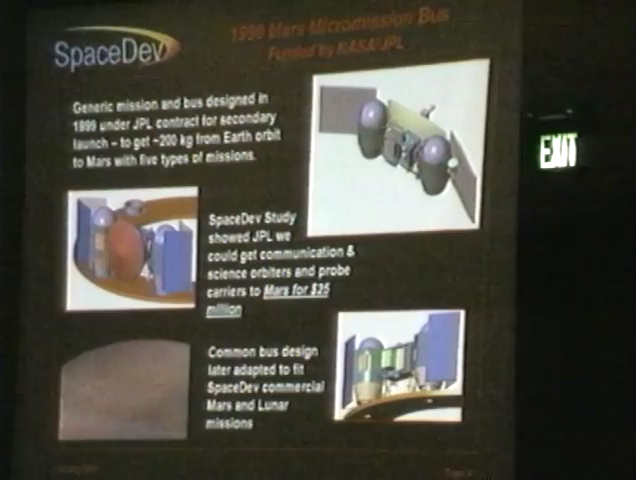 SpaceDev
1999 Mars Micromission Bus
Funded by NASA/JPL
Generic mission and bus designed in
1999 under JPL contract for secondary
launch – to get ~200 kg from Earth orbit
to Mars with five types of missions.
SpaceDev Study
showed JPL we
could get communication &
science orbiters and probe
carriers to Mars for $25
million
Common bus design
later adapted to fit
SpaceDev commercial
Mars and Lunar
missions
EXIT